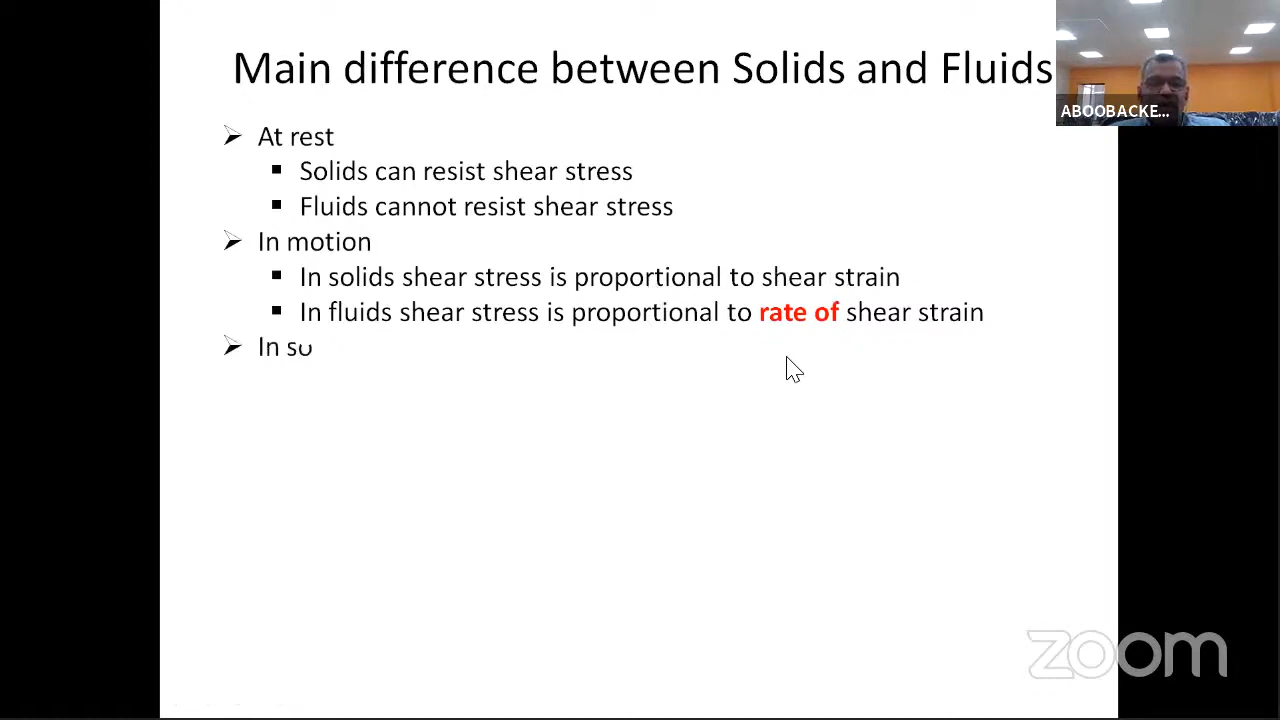 Main difference between Solids and Fluids
ABOOBACKE...
➢ At rest
▪ Solids can resist shear stress
▪ Fluids cannot resist shear stress
➢ In motion
▪ In solids shear stress is proportional to shear strain
▪ In fluids shear stress is proportional to rate of shear strain
➢ In so
zoom